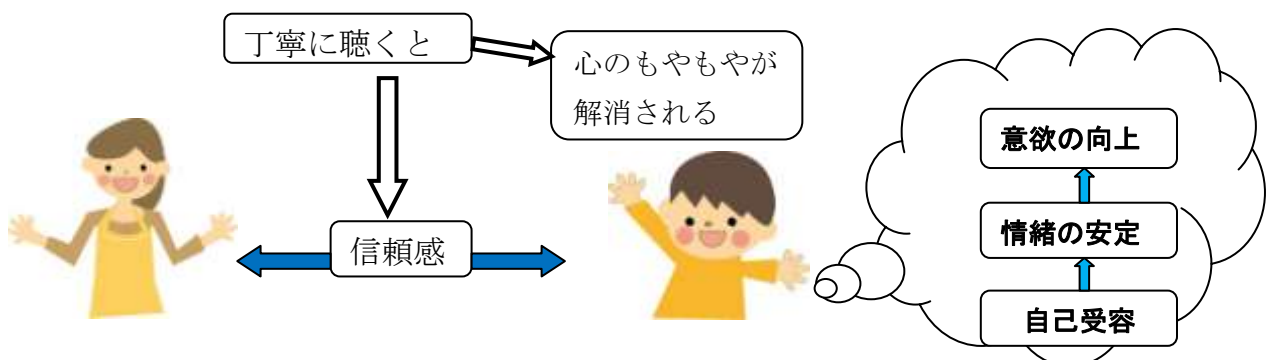 丁寧に聴くと
心のもやもやが
解消される
信頼感
意欲の向上
情緒の安定
自己受容